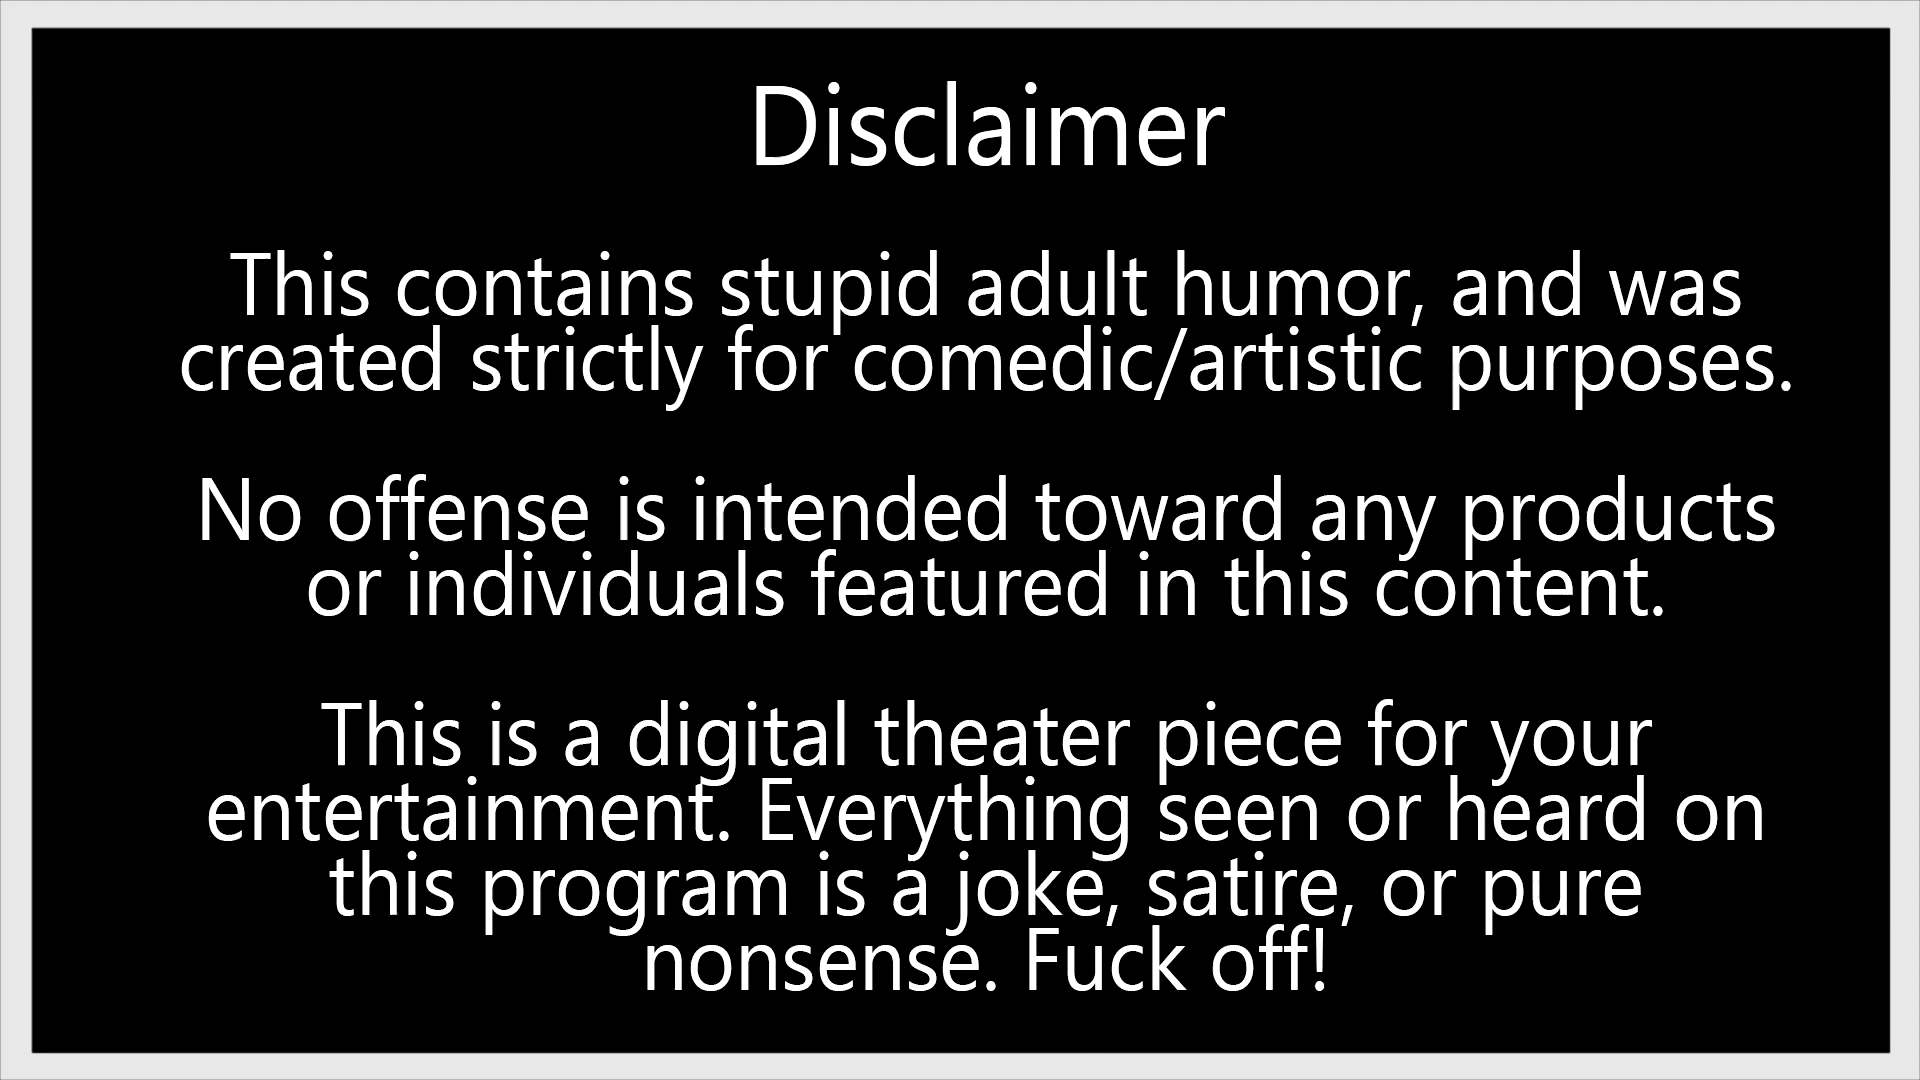 Disclaimer
This contains stupid adult humor, and was
created strictly for comedic/artistic purposes.
No offense is intended toward any products
or individuals featured in this content.
This is a digital theater piece for your
entertainment. Everything seen or heard on
this program is a joke, satire, or pure
nonsense. Fuck off!